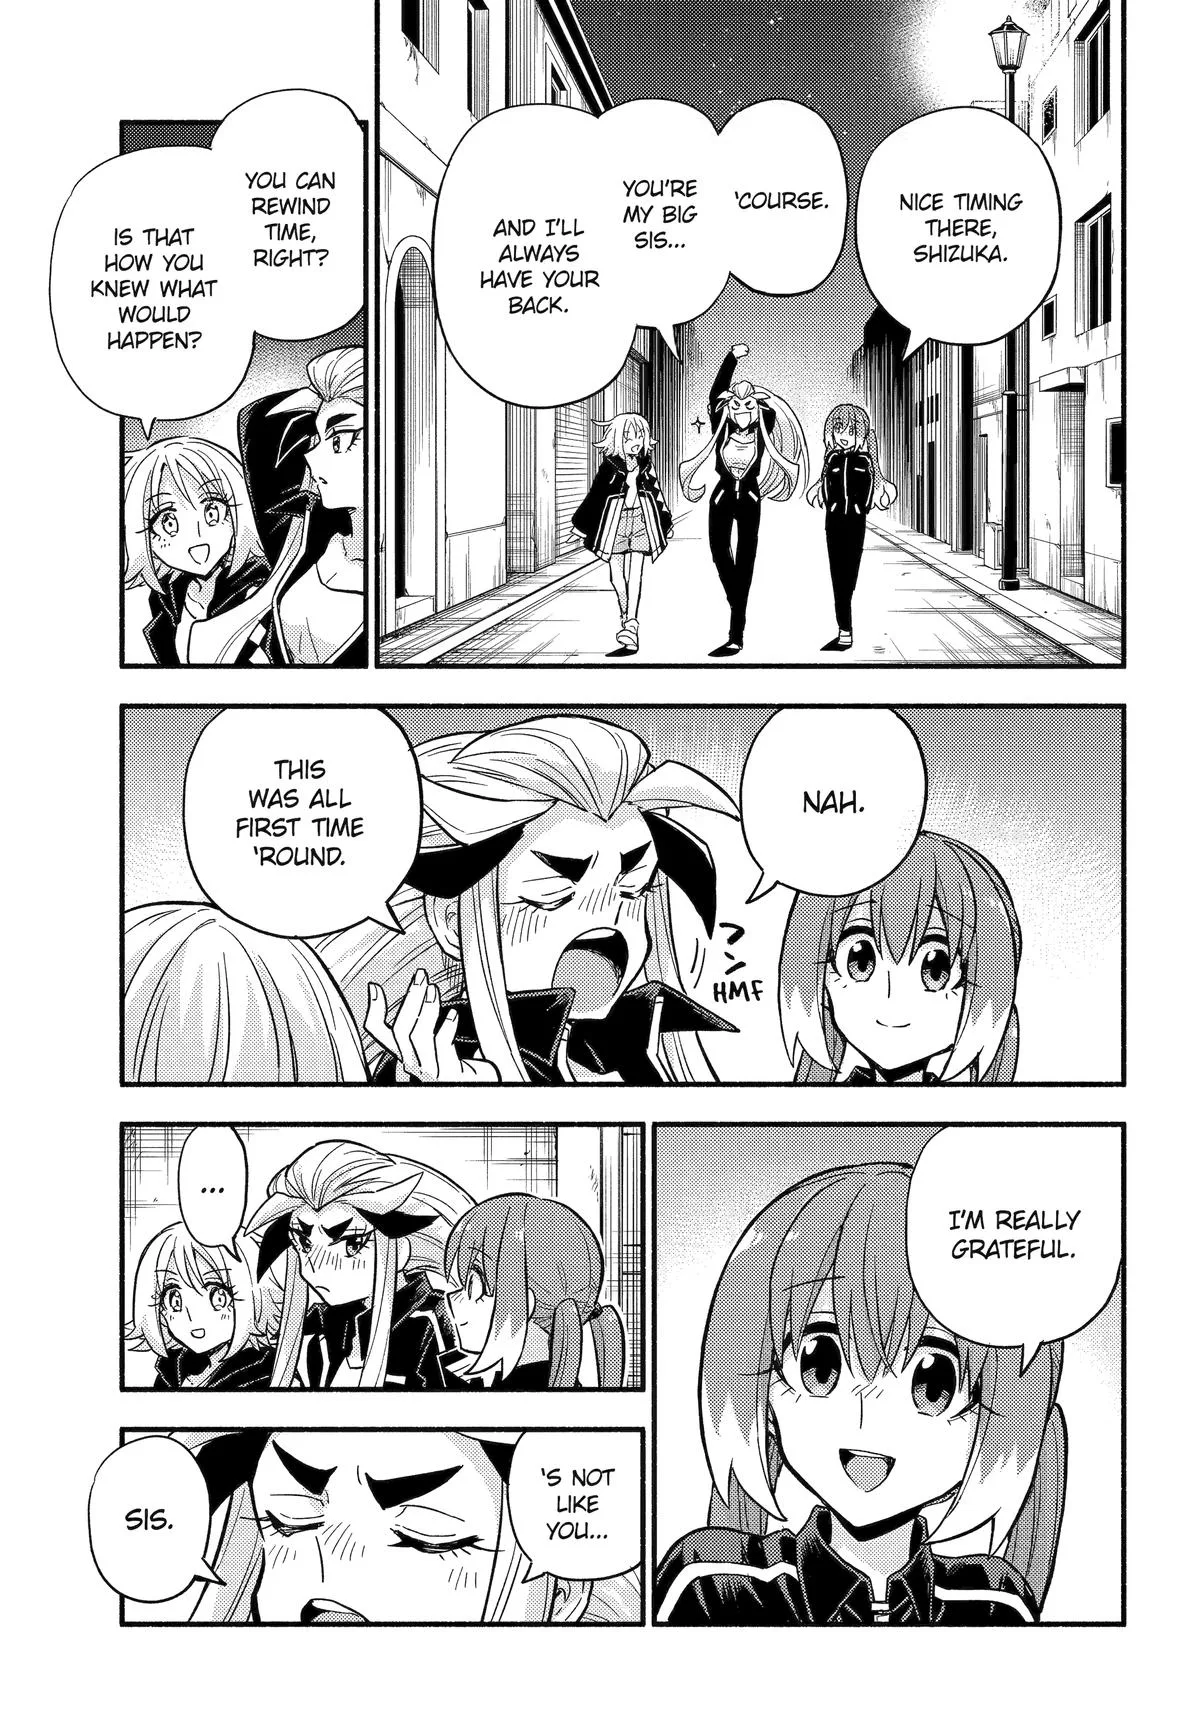 NICE TIMING
THERE,
SHIZUKA.
'COURSE.
YOU'RE
MY BIG
SIS...
AND I'LL
ALWAYS
HAVE YOUR
BACK.
YOU CAN
REWIND
TIME,
RIGHT?
IS THAT
HOW YOU
KNEW WHAT
WOULD
HAPPEN?
NAH.
THIS
WAS ALL
FIRST TIME
'ROUND.
フン
HMF
I'M REALLY
GRATEFUL.
...
'S NOT
LIKE
YOU...
SIS.